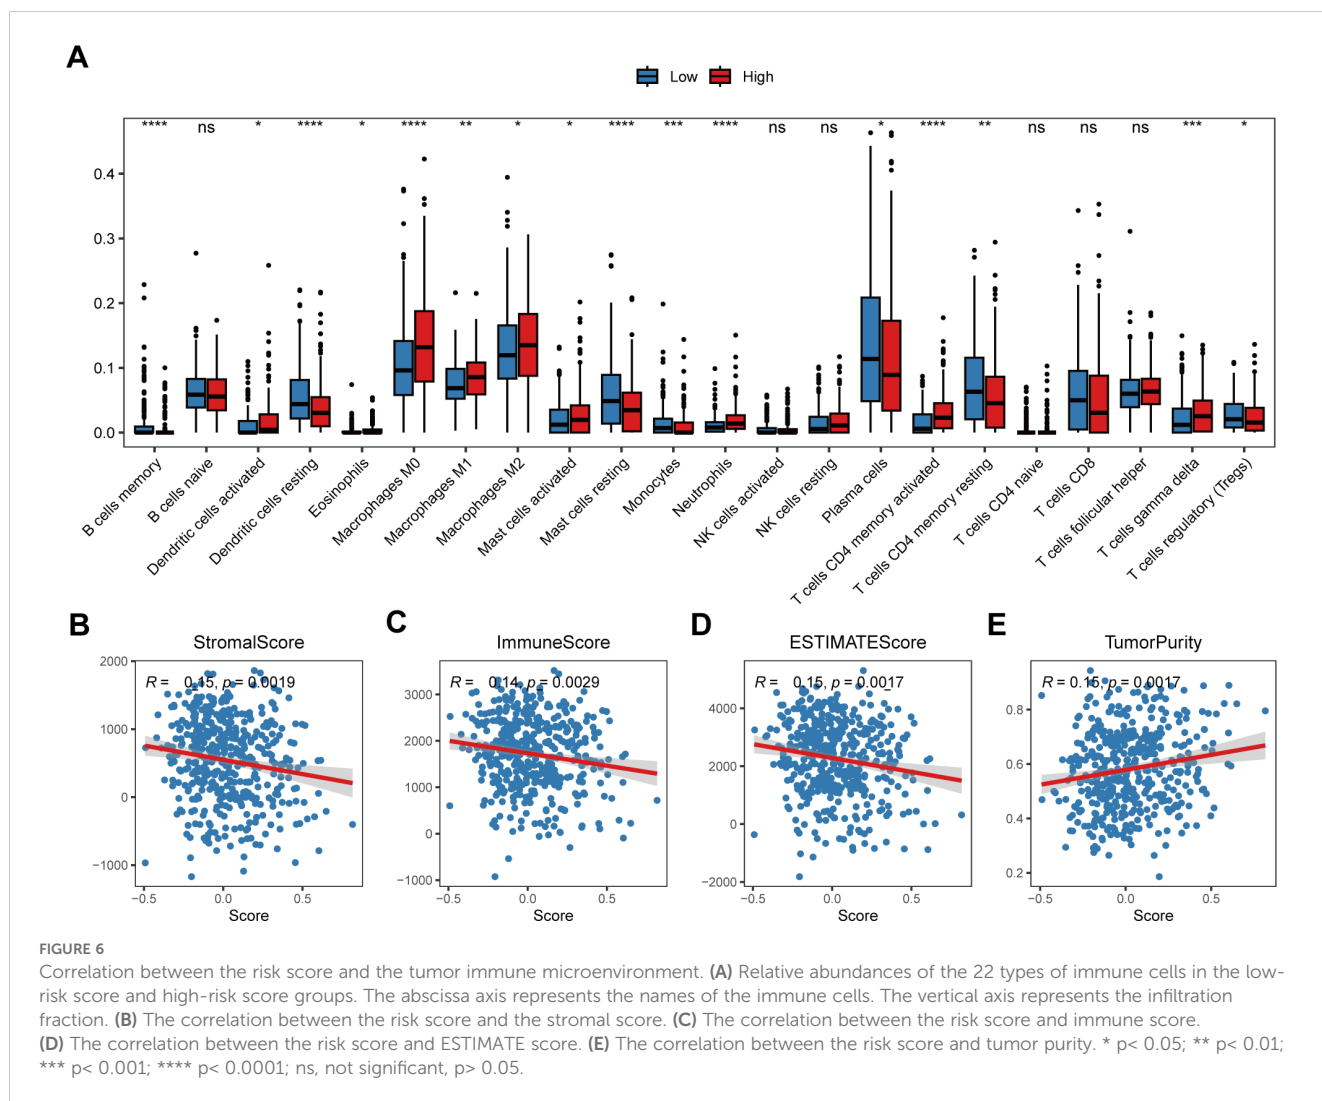 A
Low High
**** ns * **** * **** ** * * **** *** **** ns ns * **** ** ns ns ns *** *
0.4
0.3
0.2
0.1
0.0
B cells memory
B cells naive
Dendritic cells activated
Dendritic cells resting
Eosinophils
Macrophages M0
Macrophages M1
Macrophages M2
Mast cells activated
Mast cells resting
Monocytes
Neutrophils
NK cells activated
NK cells resting
Plasma cells
T cells CD4 memory activated
T cells CD4 memory resting
T cells CD4 naive
T cells CD8
T cells follicular helper
T cells gamma delta
T cells regulatory (Tregs)
B
StromalScore
R = 0.15, p = 0.0019
2000
1000
0
−1000
−0.5 0.0 0.5
Score
C
ImmuneScore
R = 0.14, p = 0.0029
3000
2000
1000
0
−1000
−0.5 0.0 0.5
Score
D
ESTIMATEScore
R = 0.15, p = 0.0017
4000
2000
0
−2000
−0.5 0.0 0.5
Score
E
TumorPurity
R = 0.15, p = 0.0017
0.8
0.6
0.4
0.2
−0.5 0.0 0.5
Score
FIGURE 6
Correlation between the risk score and the tumor immune microenvironment. (A) Relative abundances of the 22 types of immune cells in the low-
risk score and high-risk score groups. The abscissa axis represents the names of the immune cells. The vertical axis represents the infiltration
fraction. (B) The correlation between the risk score and the stromal score. (C) The correlation between the risk score and immune score.
(D) The correlation between the risk score and ESTIMATE score. (E) The correlation between the risk score and tumor purity. * p< 0.05; ** p< 0.01;
*** p< 0.001; **** p< 0.0001; ns, not significant, p> 0.05.